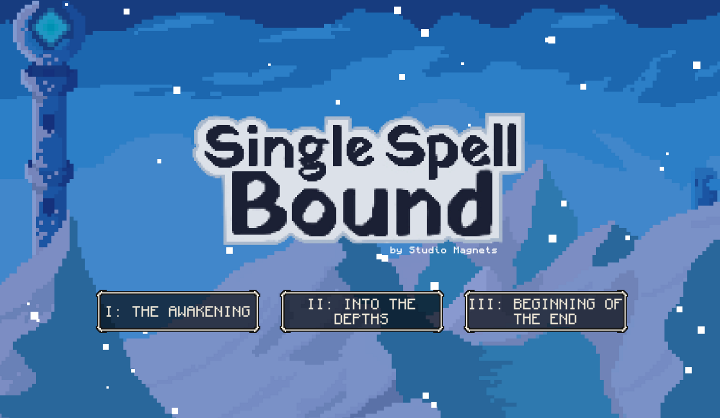 Single Spell
Bound
by Studio Magnets
I: THE AWAKENING
II: INTO THE
DEPTHS
III: BEGINNING OF
THE END